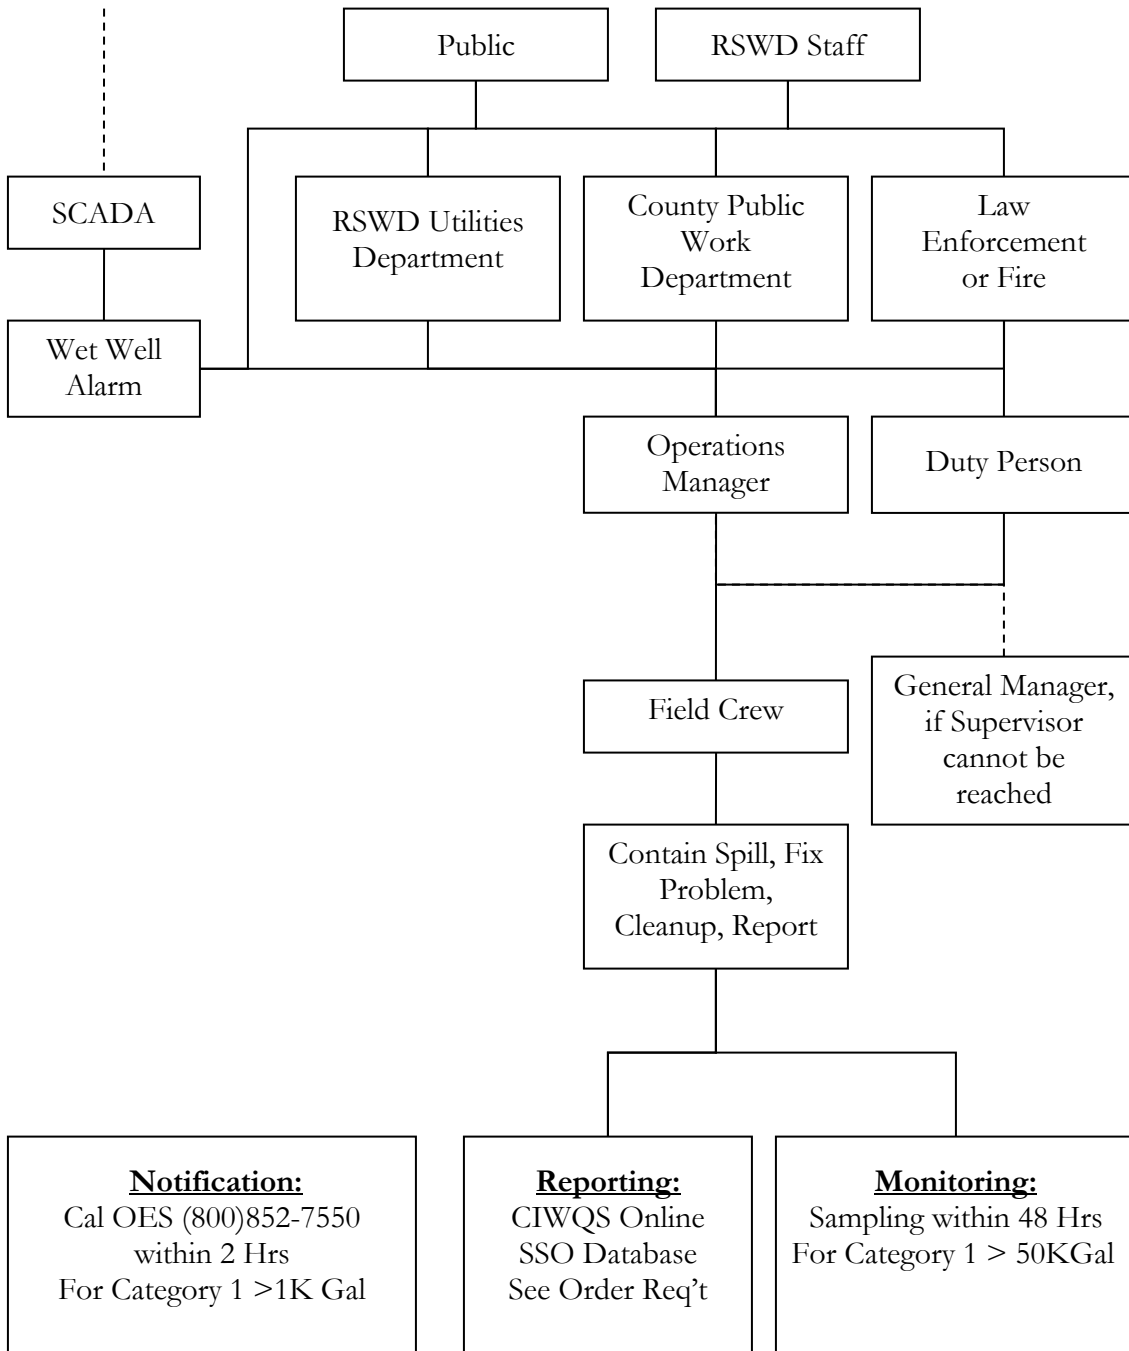 Public
RSWD Staff
SCADA
RSWD Utilities
Department
County Public
Work
Department
Law
Enforcement
or Fire
Wet Well
Alarm
Operations
Manager
Duty Person
Field Crew
General Manager,
if Supervisor
cannot be
reached
Contain Spill, Fix
Problem,
Cleanup, Report
Notification:
Cal OES (800)852-7550
within 2 Hrs
For Category 1 >1K Gal
Reporting:
CIWQS Online
SSO Database
See Order Req’t
Monitoring:
Sampling within 48 Hrs
For Category 1 > 50KGal